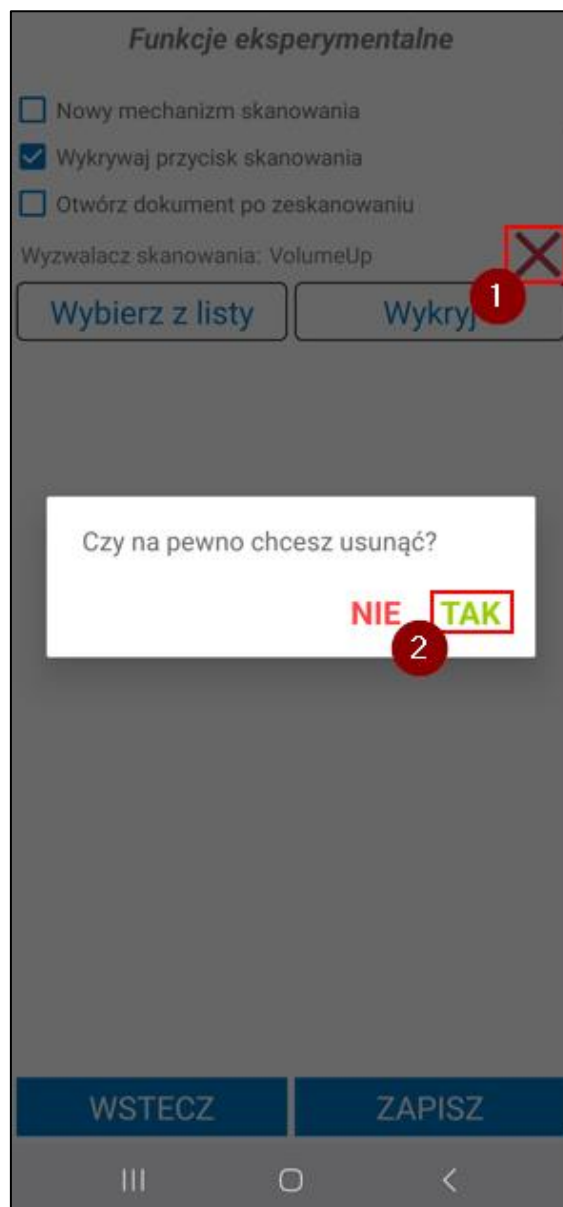 Funkcje eksperymentalne
Nowy mechanizm skanowania
Wykrywaj przycisk skanowania
Otwórz dokument po zeskanowaniu
Wyzwalacz skanowania: VolumeUp
1
Wybierz z listy Wykryj
Czy na pewno chcesz usunąć?
NIE TAK
2
WSTECZ ZAPISZ